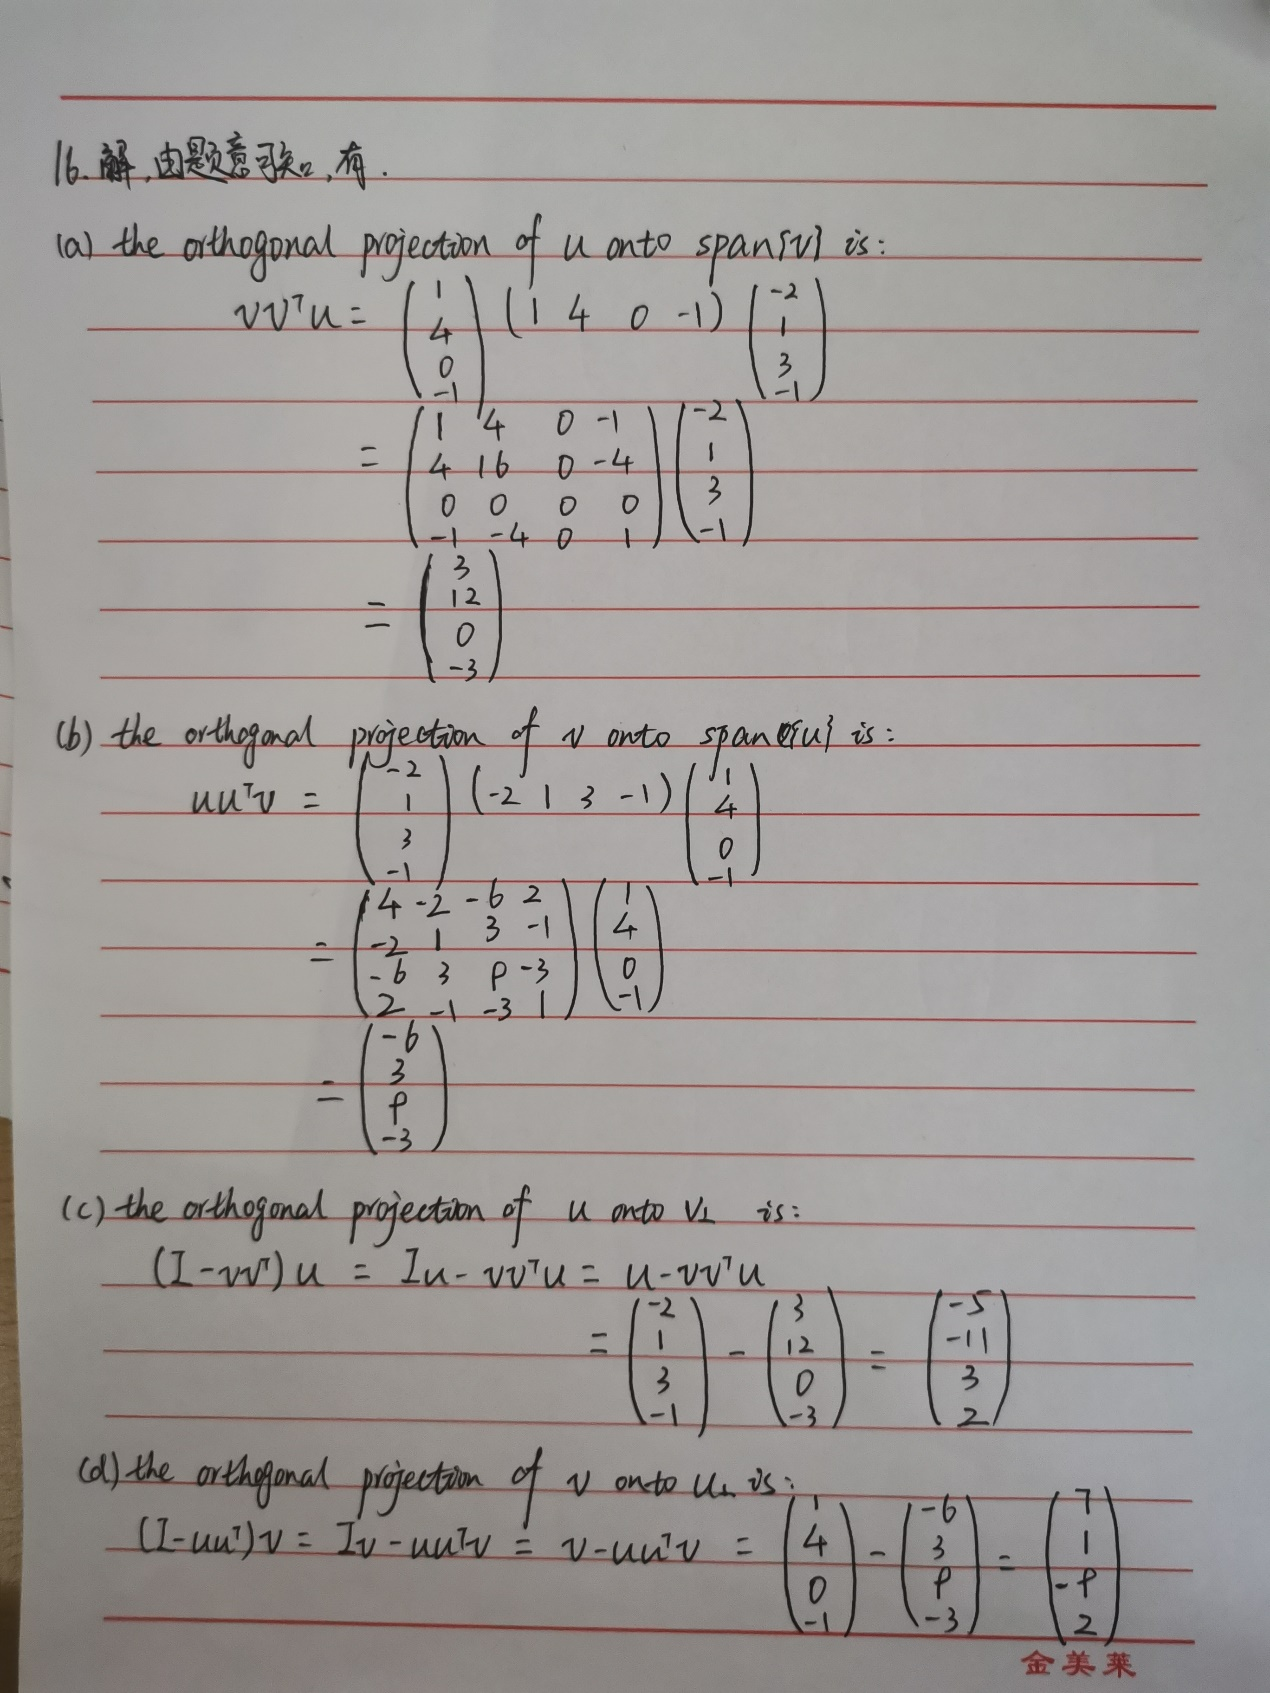 16. 解,由题意可知,有.
(a) the orthogonal projection of u onto span{v} is:
vvᵀu = (1 4 0 -1) (1 4 0 -1) (-2 1 3 -1)
= (1 4 0 -1 4 16 0 -4 0 0 0 0 -1 -4 0 1) (-2 1 3 -1)
= (3 12 0 -3)
(b) the orthogonal projection of v onto span{u} is:
uuᵀv = (-2 1 3 -1) (-2 1 3 -1) (1 4 0 -1)
= (4 -2 -6 2 -2 1 3 -1 -6 3 9 -3 2 -1 -3 1) (1 4 0 -1)
= (-6 3 9 -3)
(c) the orthogonal projection of u onto v⊥ is:
(I-vvᵀ)u = Iu - vvᵀu = u-vvᵀu
= (-2 1 3 -1) - (3 12 0 -3) = (-5 -11 3 2)
(d) the orthogonal projection of v onto u⊥ is:
(I-uuᵀ)v = Iv - uuᵀv = v-uuᵀv = (1 4 0 -1) - (-6 3 9 -3) = (7 1 -9 2)
金美莱